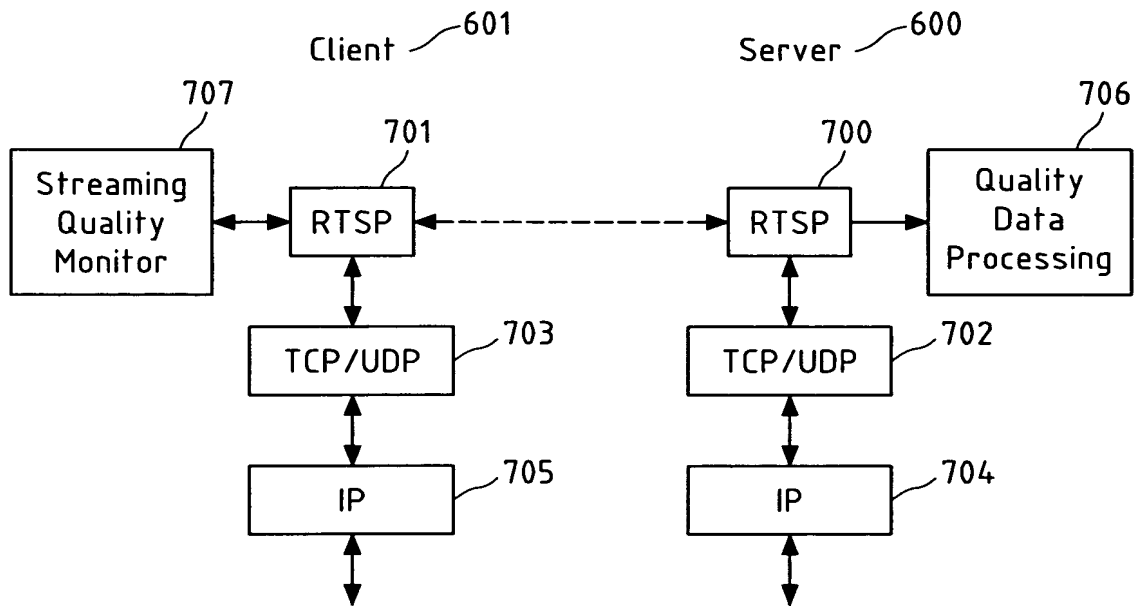 Client 601
Server 600
707
701
700
706
Streaming
Quality
Monitor
RTSP
RTSP
Quality
Data
Processing
703
702
TCP/UDP
TCP/UDP
705
704
IP
IP